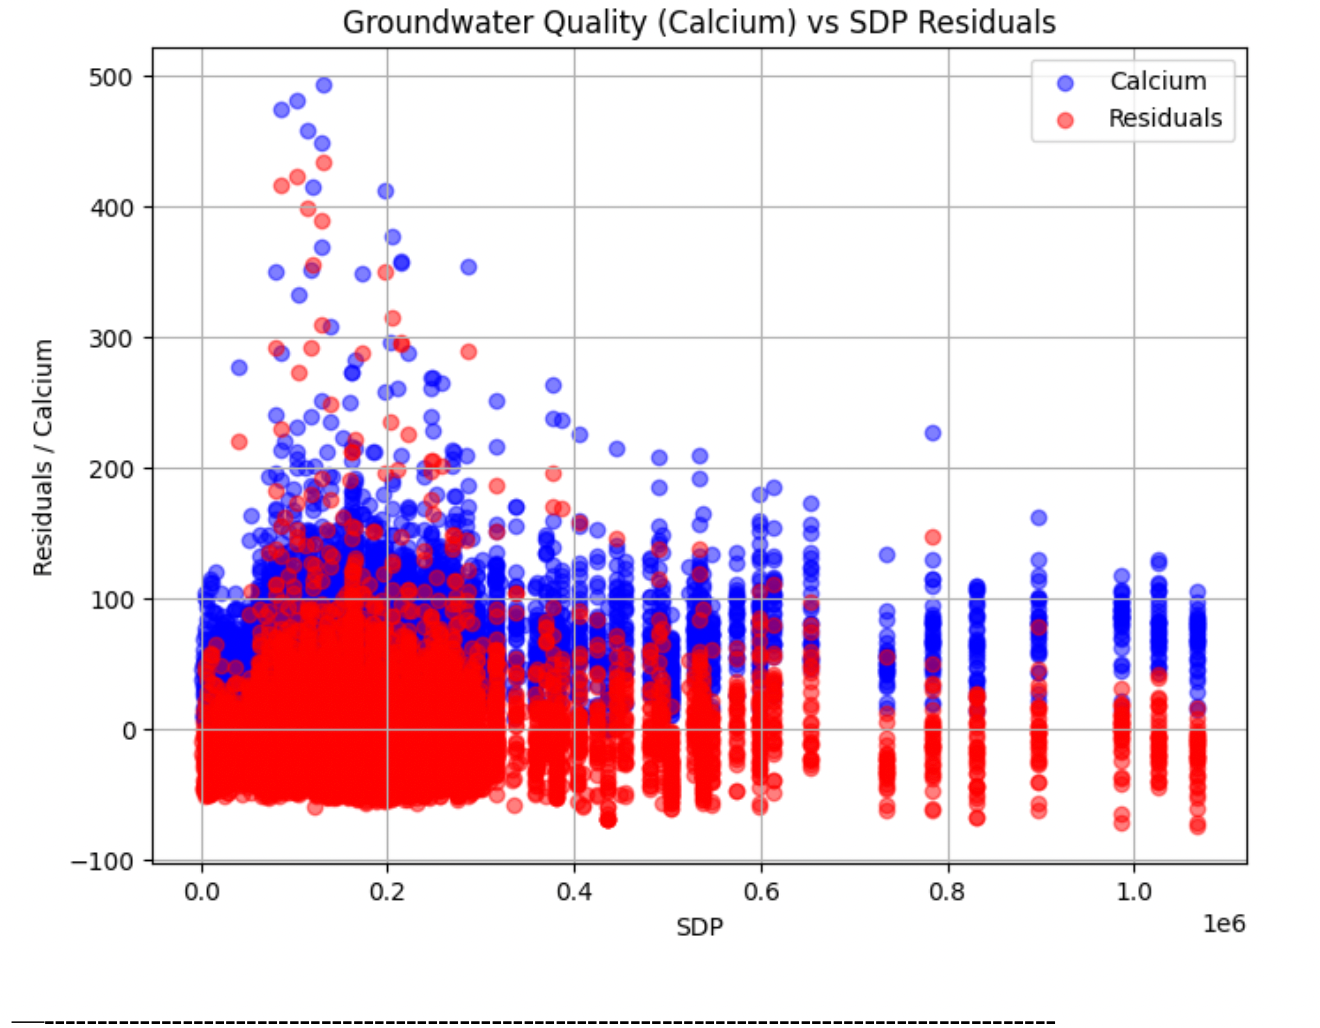 Groundwater Quality (Calcium) vs SDP Residuals
Calcium
Residuals
500
400
300
200
100
0
−100
Residuals / Calcium
0.0 0.2 0.4 0.6 0.8 1.0
1e6
SDP